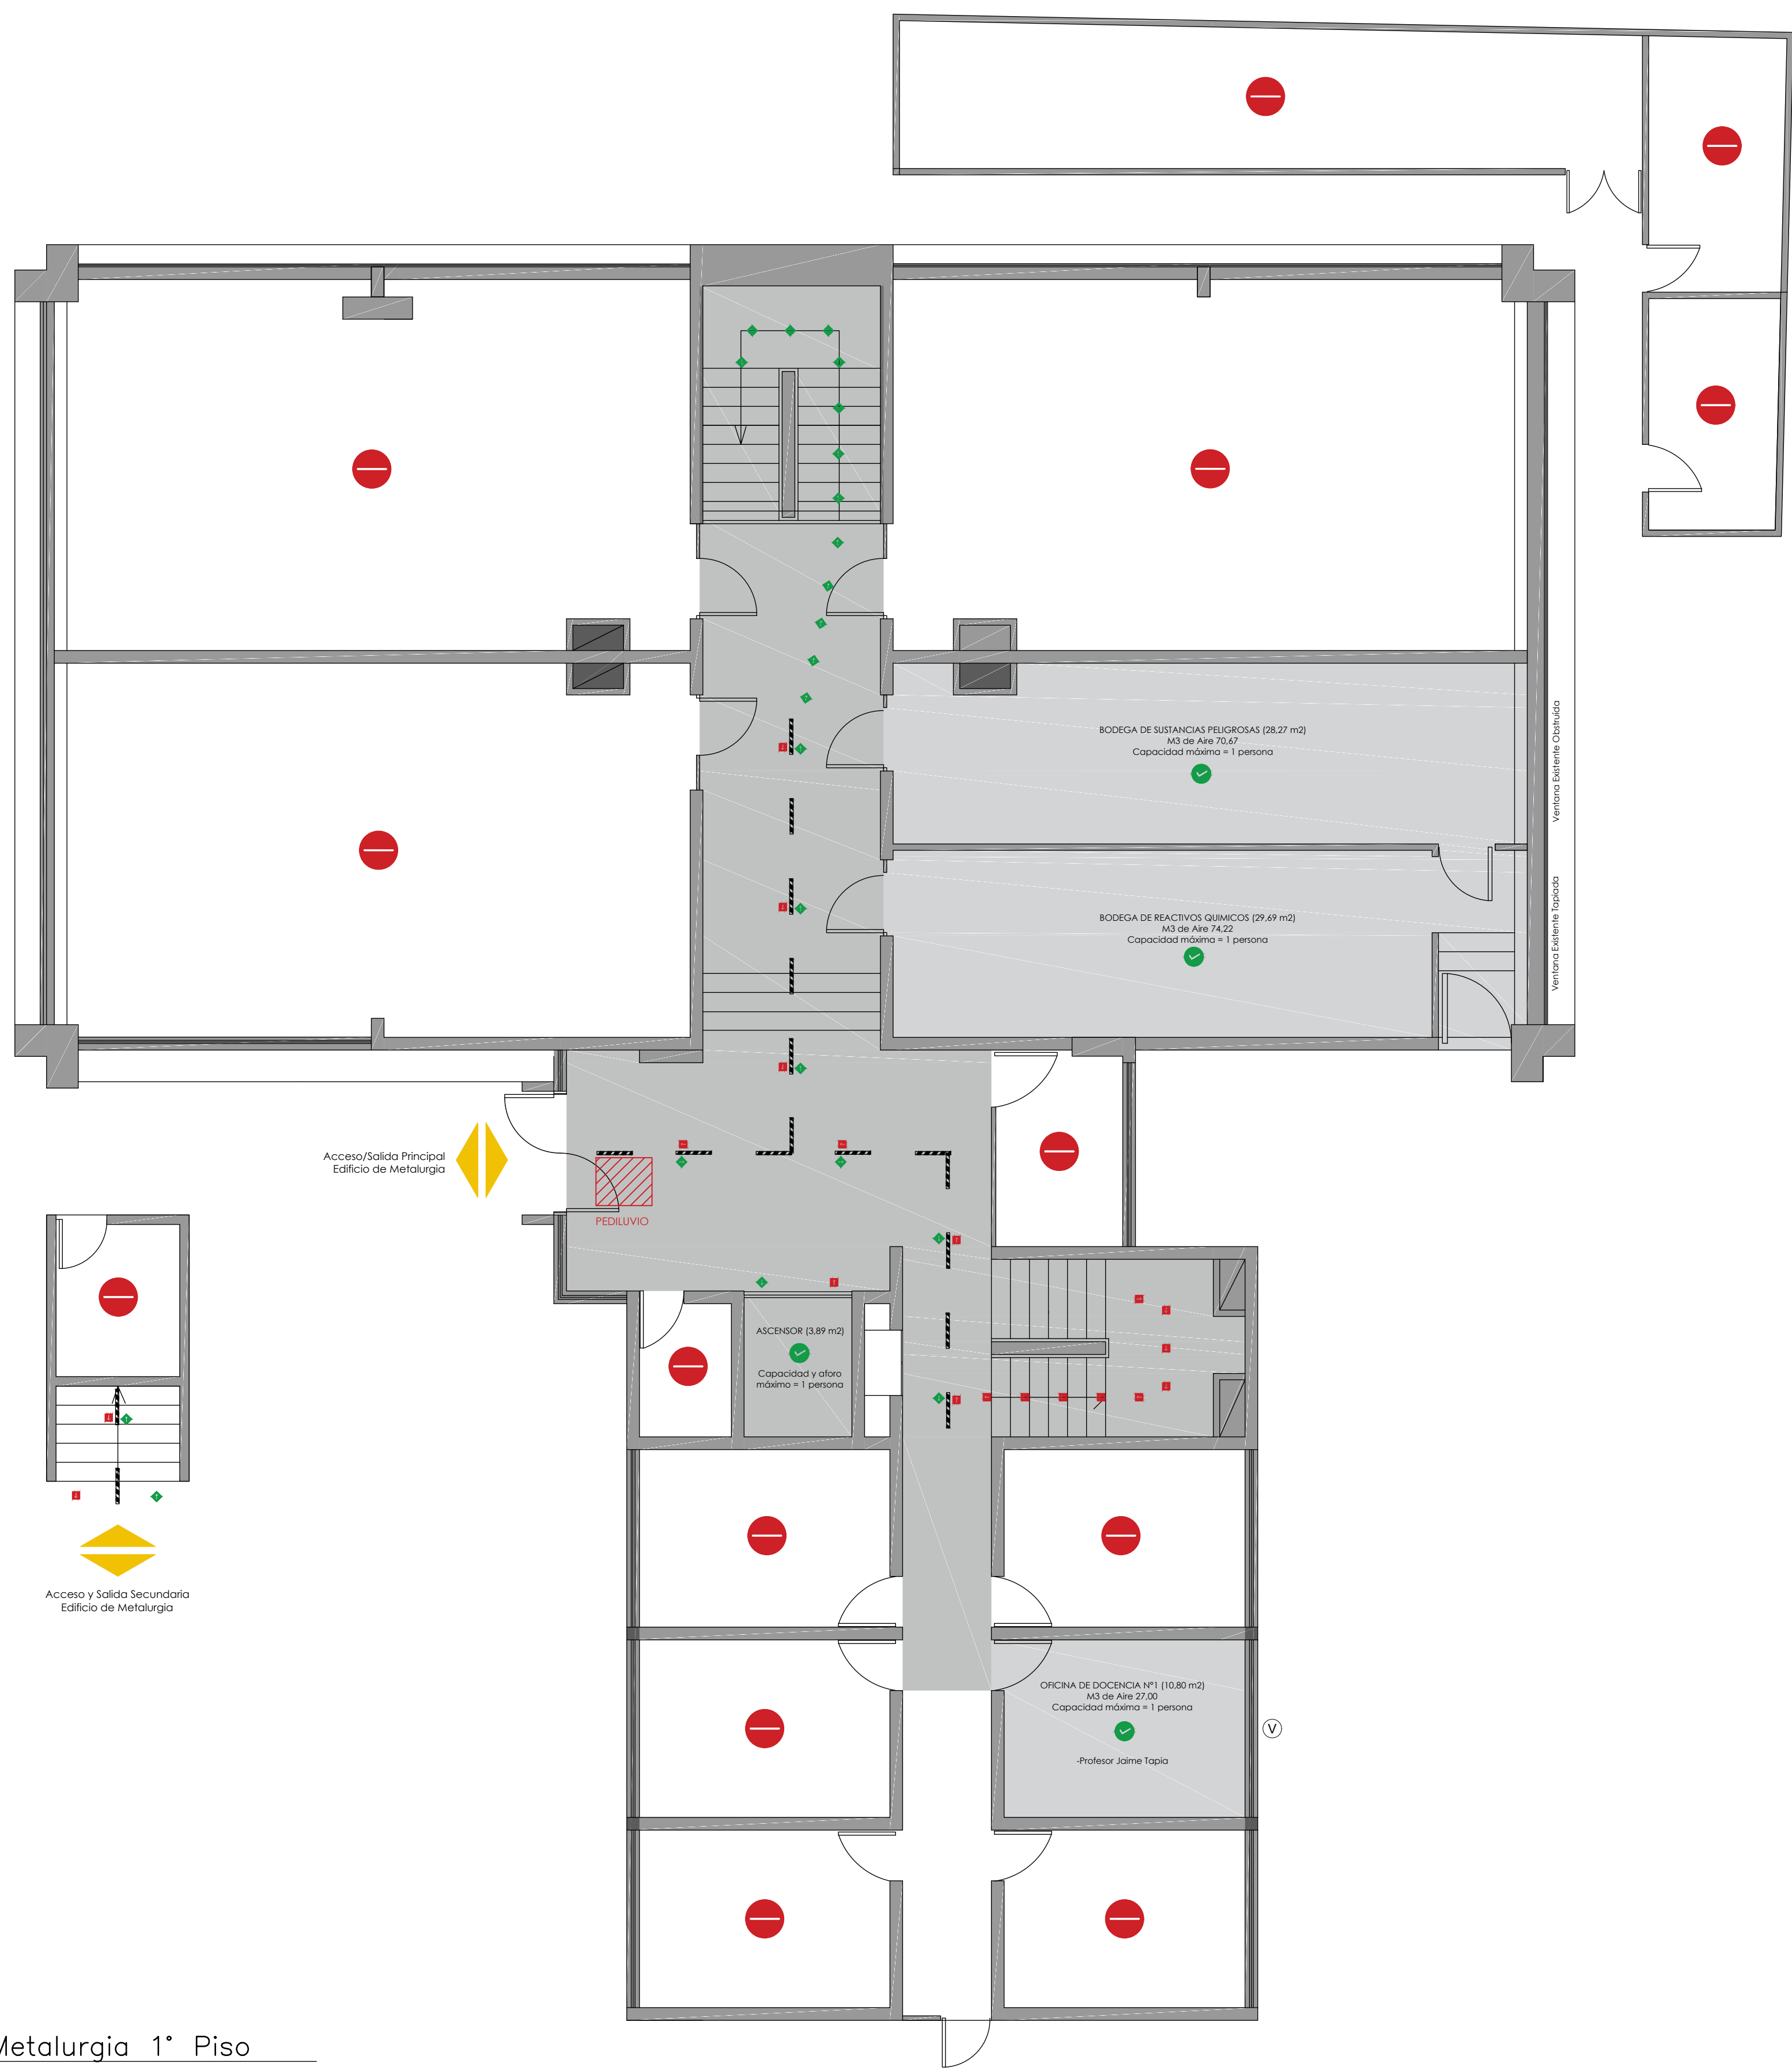 BODEGA DE SUSTANCIAS PELIGROSAS (28,27 m2)
M3 de Aire 70,67
Capacidad máxima = 1 persona
Ventana Existente Obstruida
BODEGA DE REACTIVOS QUIMICOS (29,69 m2)
M3 de Aire 74,22
Capacidad máxima = 1 persona
Ventana Existente Tapiada
Acceso/Salida Principal
Edificio de Metalurgia
PEDILUVIO
ASCENSOR (3,89 m2)
Capacidad y aforo
máximo = 1 persona
Acceso y Salida Secundaria
Edificio de Metalurgia
OFICINA DE DOCENCIA N°1 (10,80 m2)
M3 de Aire 27,00
Capacidad máxima = 1 persona
-Profesor Jaime Tapia
V
Metalurgia 1° Piso